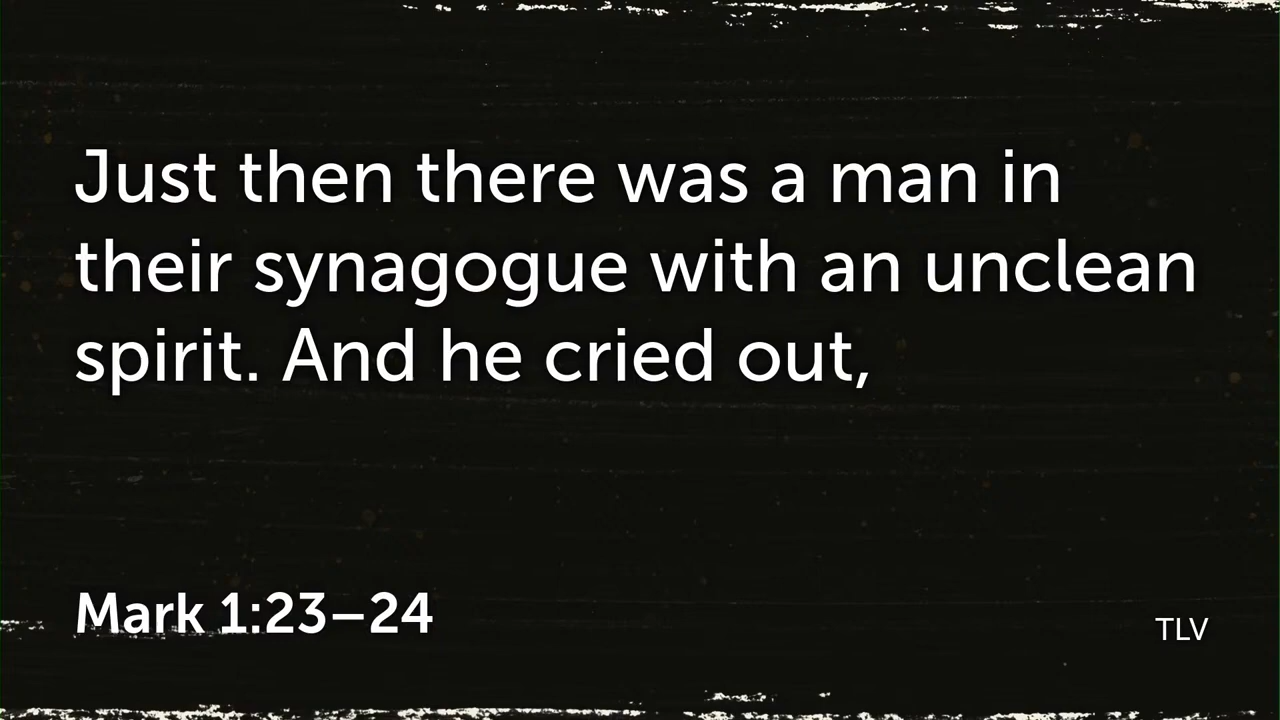 Just then there was a man in
their synagogue with an unclean
spirit. And he cried out,
Mark 1:23–24
TLV